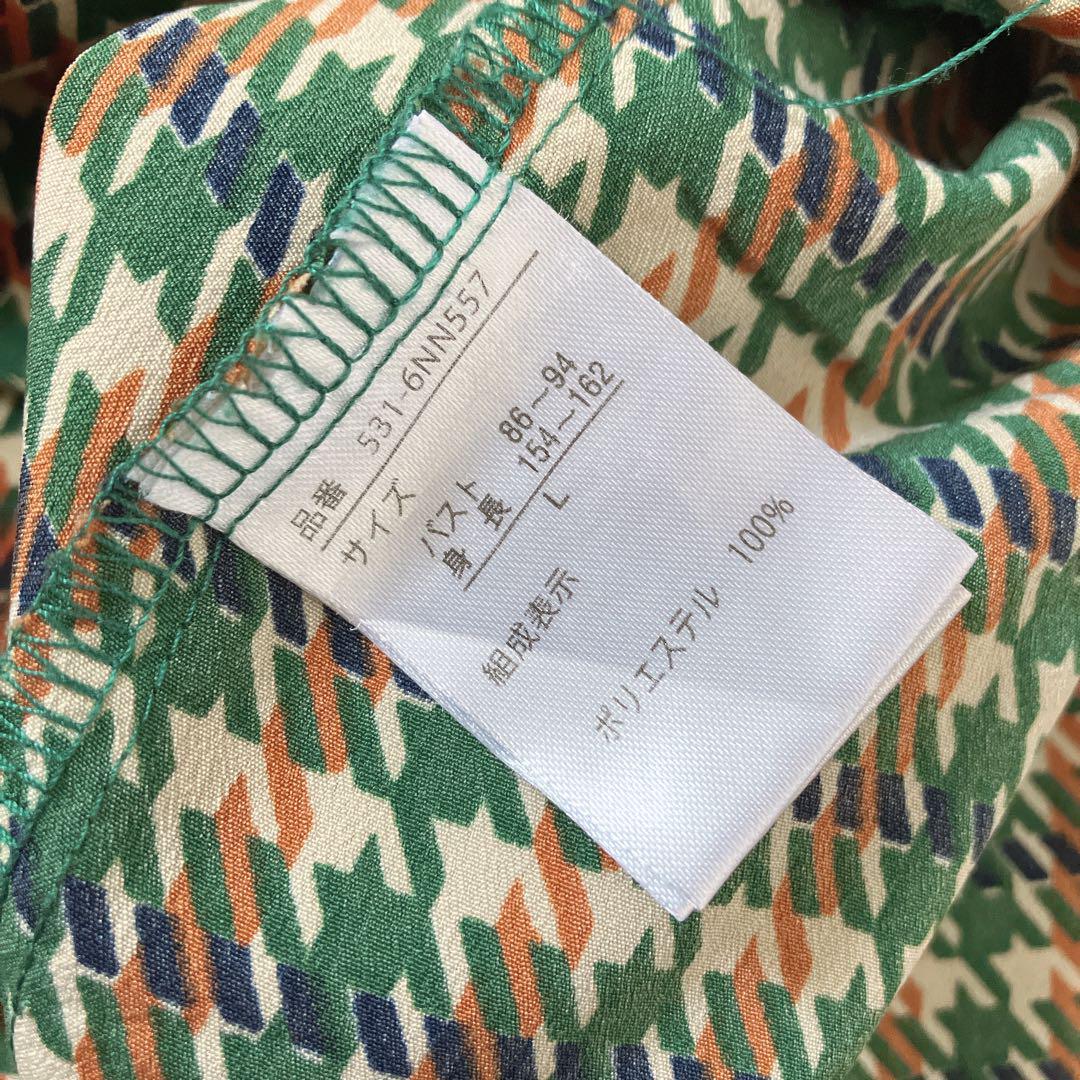 品番 531-6NN557
サイズ
バスト 86～94
身 長 154～162
L
組成表示
ポリエステル 100%